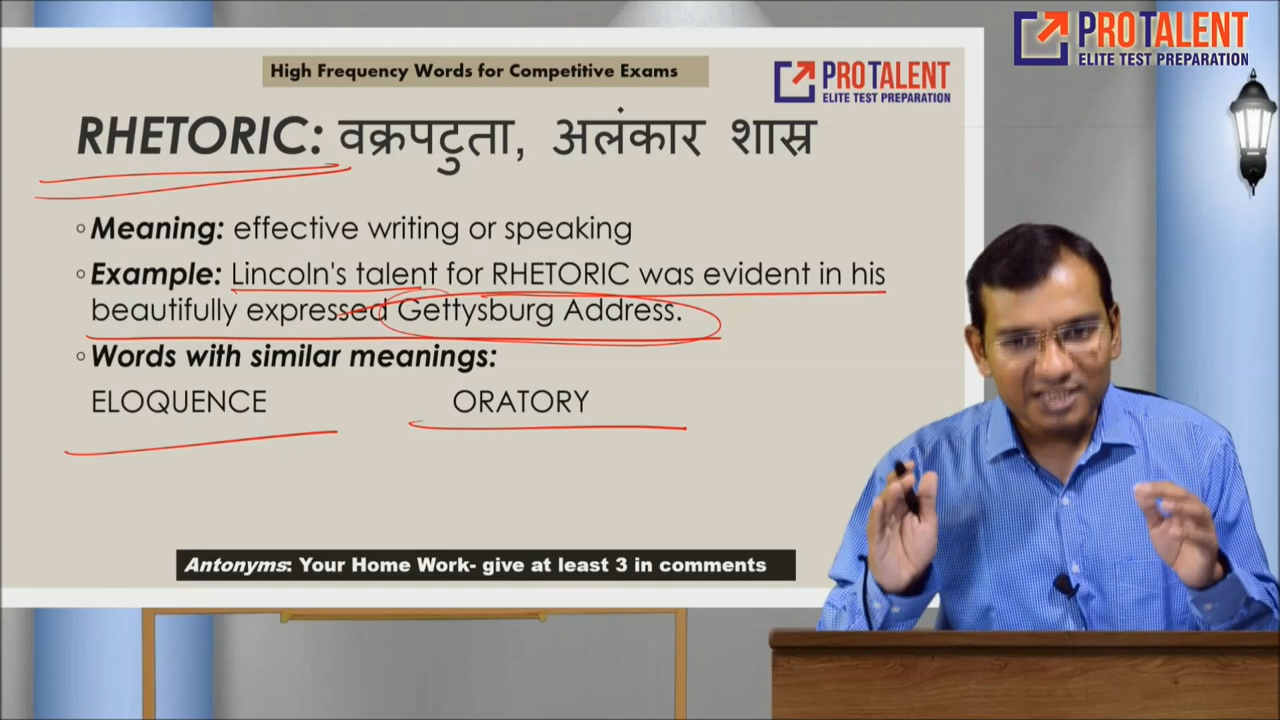 PROTALENT
ELITE TEST PREPARATION
High Frequency Words for Competitive Exams
PROTALENT
ELITE TEST PREPARATION
RHETORIC: वक्रपटुता, अलंकार शास्र
Meaning: effective writing or speaking
Example: Lincoln's talent for RHETORIC was evident in his
beautifully expressed Gettysburg Address.
Words with similar meanings:
ELOQUENCE ORATORY
Antonyms: Your Home Work- give at least 3 in comments